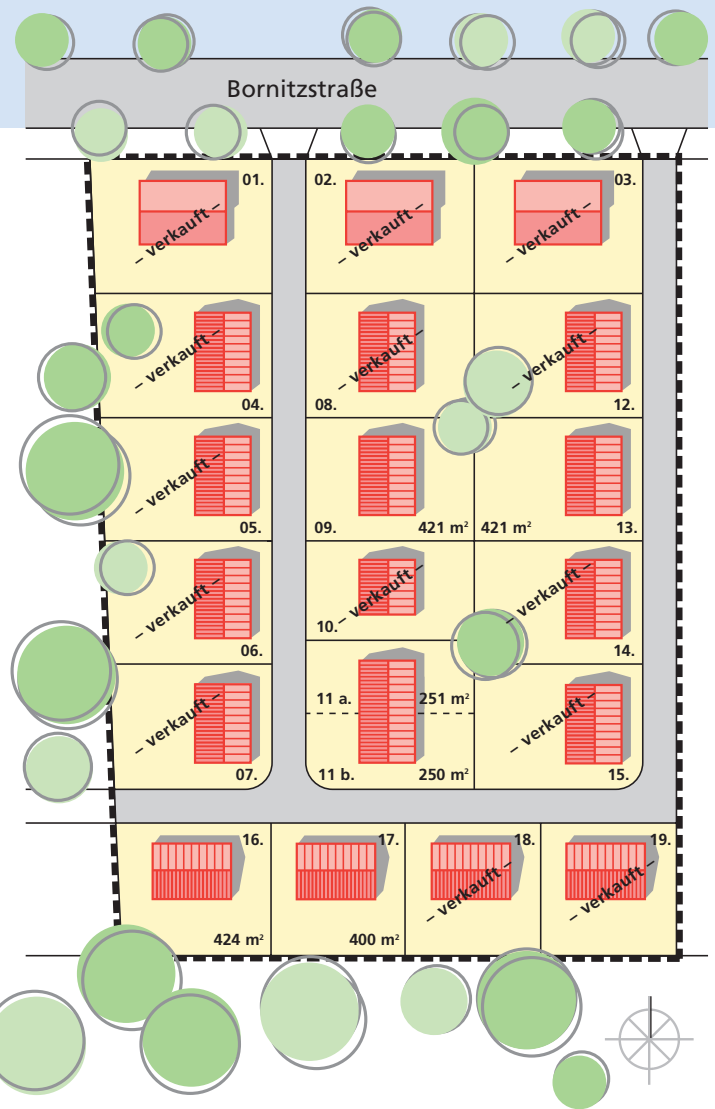 Bornitzstraße
01.
– verkauft –
02.
– verkauft –
03.
– verkauft –
– verkauft –
04.
– verkauft –
08.
– verkauft –
12.
– verkauft –
05.
09.
421 m²
421 m²
13.
– verkauft –
06.
– verkauft –
10.
– verkauft –
14.
– verkauft –
07.
11 a.
251 m²
11 b.
250 m²
– verkauft –
15.
16.
424 m²
17.
400 m²
18.
– verkauft –
19.
– verkauft –